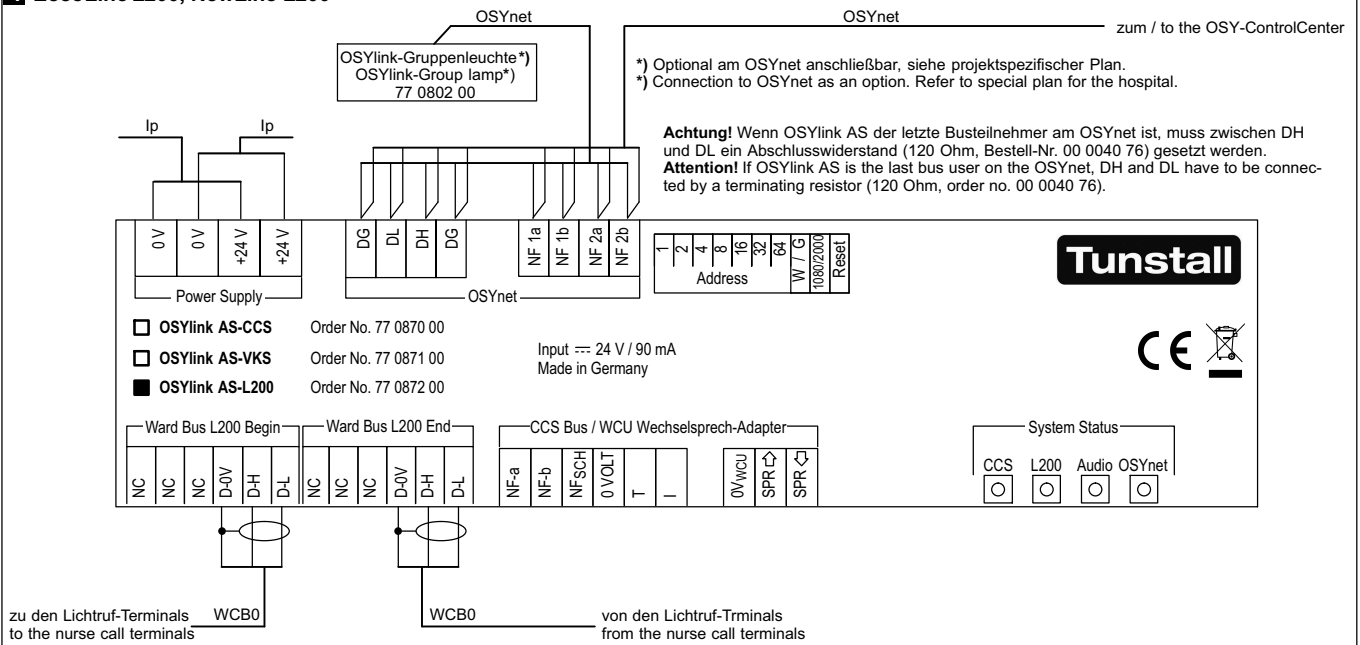 EccoLine L200, NewLine L200
OSYnet
OSYnet
zum / to the OSY-ControlCenter
OSYlink-Gruppenleuchte*)
OSYlink-Group lamp*)
77 0802 00
*) Optional am OSYnet anschließbar, siehe projektspezifischer Plan.
*) Connection to OSYnet as an option. Refer to special plan for the hospital.
Ip
Ip
Achtung! Wenn OSYlink AS der letzte Busteilnehmer am OSYnet ist, muss zwischen DH
und DL ein Abschlusswiderstand (120 Ohm, Bestell-Nr. 00 0040 76) gesetzt werden.
Attention! If OSYlink AS is the last bus user on the OSYnet, DH and DL have to be connec-
ted by a terminating resistor (120 Ohm, order no. 00 0040 76).
0 V
0 V
+24 V
+24 V
Power Supply
DG
DL
DH
DG
NF 1a
NF 1b
NF 2a
NF 2b
OSYnet
1
2
4
8
16
32
64
Address
W / G
1080/2000
Reset
Tunstall
OSYlink AS-CCS Order No. 77 0870 00
OSYlink AS-VKS Order No. 77 0871 00
OSYlink AS-L200 Order No. 77 0872 00
Input 24 V / 90 mA
Made in Germany
CE
Ward Bus L200 Begin
NC
NC
NC
D-0V
D-H
D-L
Ward Bus L200 End
NC
NC
NC
D-0V
D-H
D-L
CCS Bus / WCU Wechselsprech-Adapter
NF-a
NF-b
NFSCH
0 VOLT
T
I
0VWCU
SPR
SPR
System Status
CCS L200 Audio OSYnet
zu den Lichtruf-Terminals
to the nurse call terminals
WCB0
WCB0
von den Lichtruf-Trminals
from the nurse call terminals